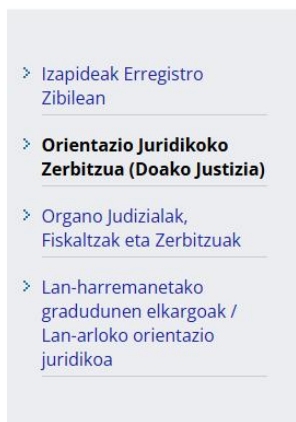 Izapideak Erregistro
Zibilean
Orientazio Juridikoko
Zerbitzua (Doako Justizia)
Organo Judizialak,
Fiskaltzak eta Zerbitzuak
Lan-harremanetako
gradudunen elkargoak /
Lan-arloko orientazio
juridikoa